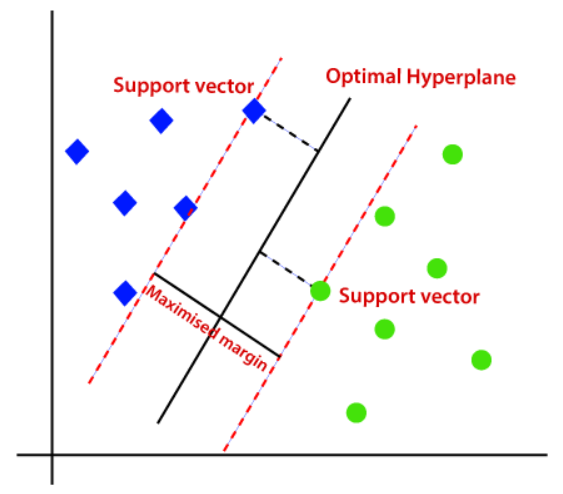 Optimal Hyperplane
Support vector
Support vector
Maximised margin